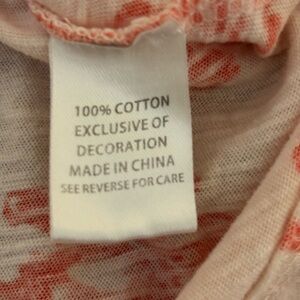 100% COTTON
EXCLUSIVE OF
DECORATION
MADE IN CHINA
SEE REVERSE FOR CARE